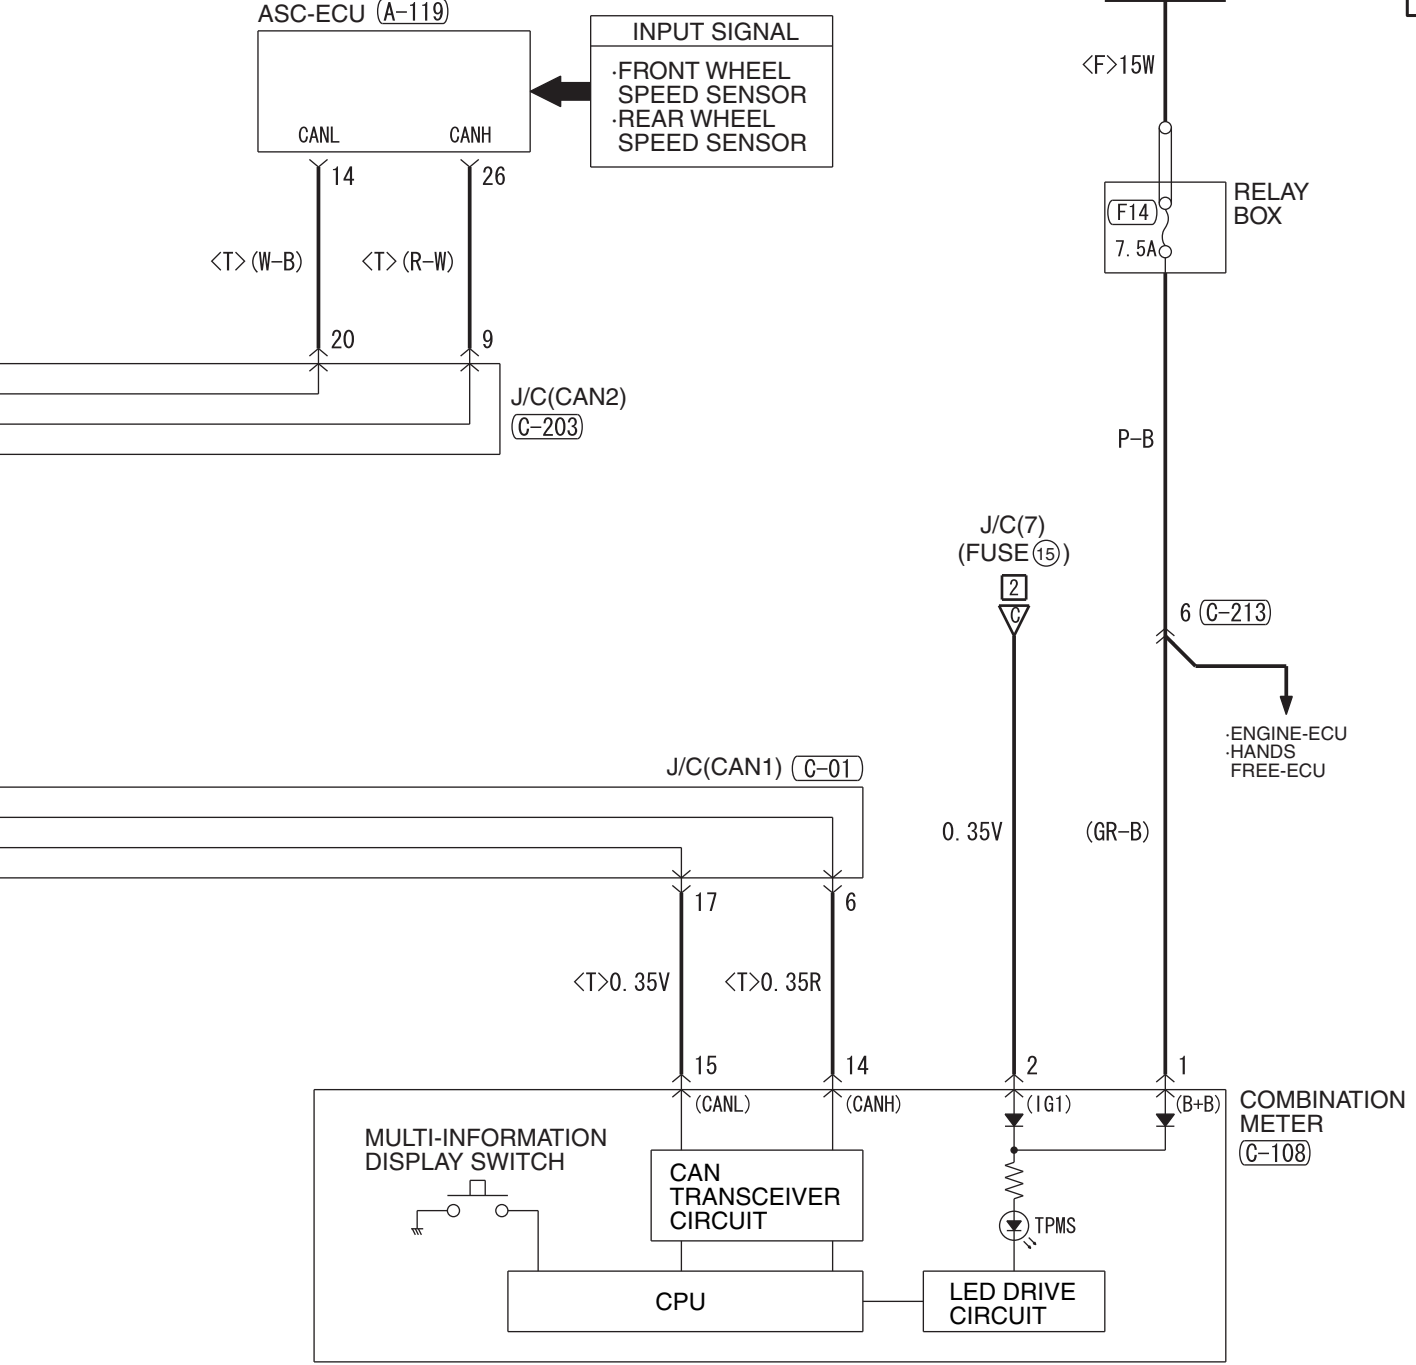 ASC-ECU (A-119)
INPUT SIGNAL
·FRONT WHEEL
SPEED SENSOR
·REAR WHEEL
SPEED SENSOR
CANL
CANH
14
26
<T>(W-B)
<T>(R-W)
20
9
J/C(CAN2)
C-203
<F>15W
RELAY
BOX
F14
7.5A
P-B
J/C(7)
(FUSE 15)
2
C
6 C-213
·ENGINE-ECU
·HANDS
FREE-ECU
J/C(CAN1) C-01
0.35V
(GR-B)
17
6
<T>0.35V
<T>0.35R
15
14
2
1
(CANL)
(CANH)
(IG1)
(B+B)
COMBINATION
METER
C-108
MULTI-INFORMATION
DISPLAY SWITCH
CAN
TRANSCEIVER
CIRCUIT
TPMS
CPU
LED DRIVE
CIRCUIT